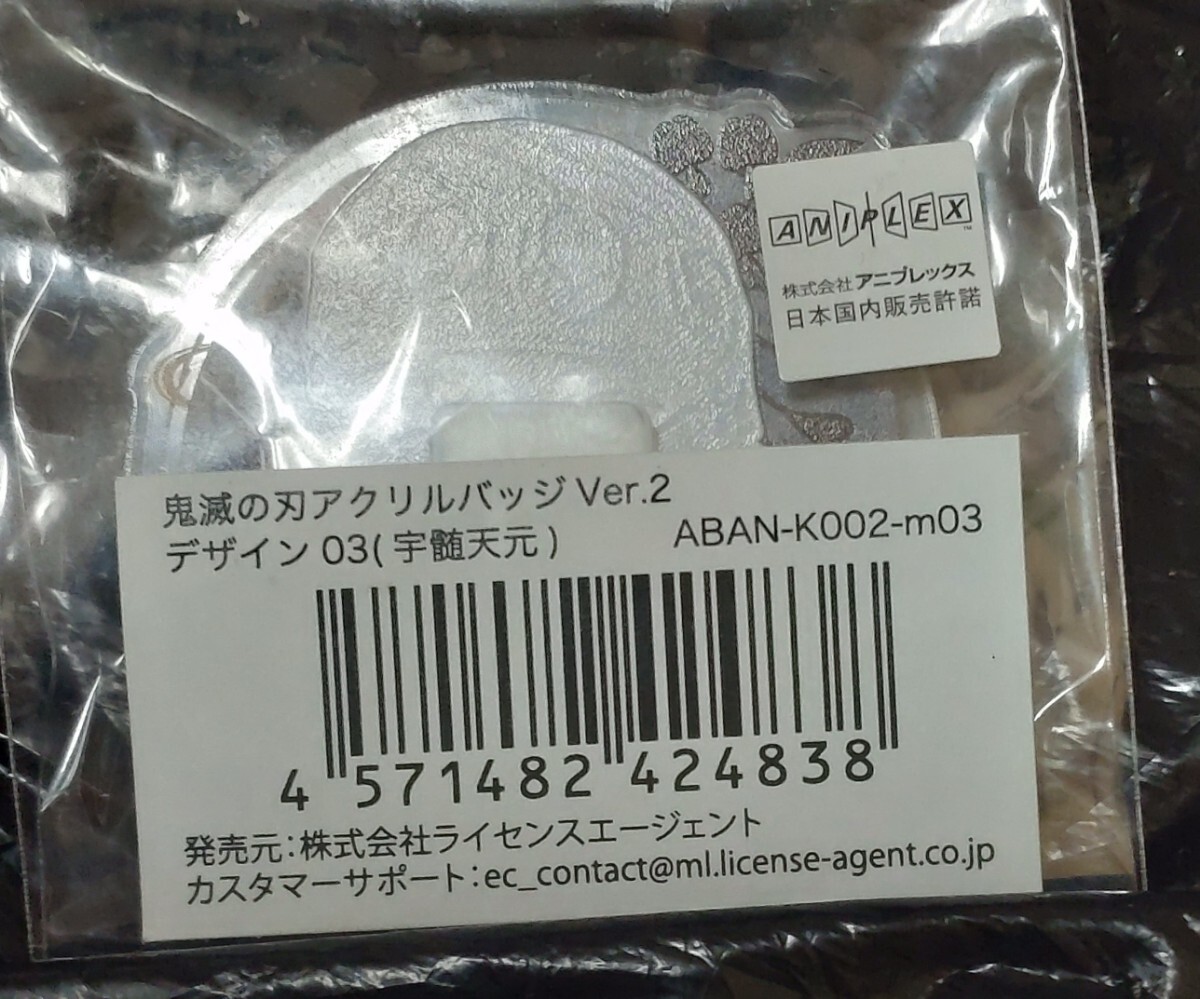 ANIPLEX™
株式会社アニプレックス
日本国内販売許諾
鬼滅の刃アクリルバッジ Ver.2
デザイン 03( 宇髄天元 )
ABAN-K002-m03
4 571482 424838
発売元：株式会社ライセンスエージェント
カスタマーサポート：ec_contact@ml.license-agent.co.jp